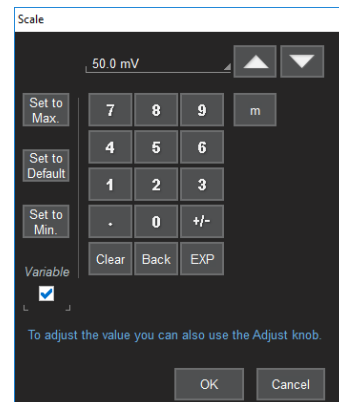 Scale
50.0 mV
Set to
Max.
7 8 9 m
Set to
Default
4 5 6
1 2 3
Set to
Min.
. 0 +/-
Clear Back EXP
Variable
To adjust the value you can also use the Adjust knob.
OK Cancel